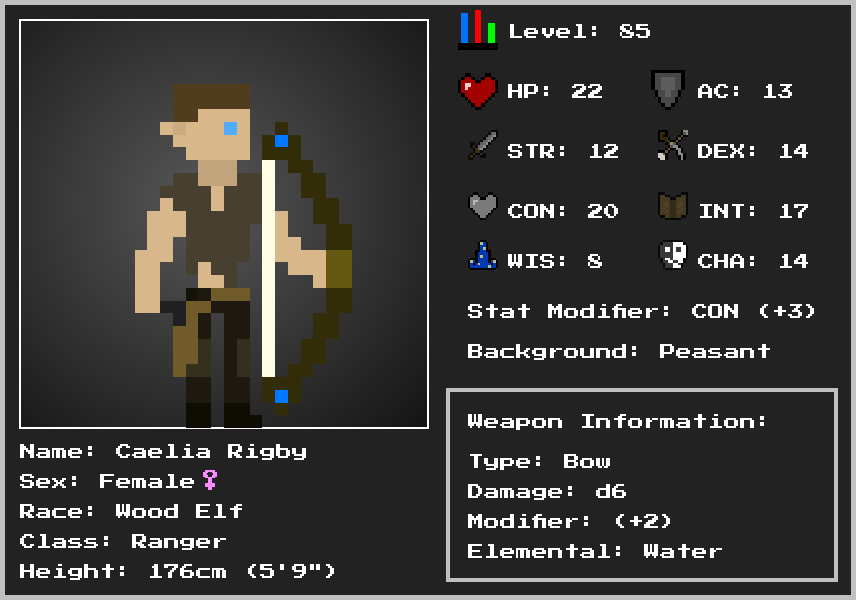 Level: 85
HP: 22
AC: 13
STR: 12
DEX: 14
CON: 20
INT: 17
WIS: 8
CHA: 14
Stat Modifier: CON (+3)
Background: Peasant
Weapon Information:
Type: Bow
Damage: d6
Modifier: (+2)
Elemental: Water
Name: Caelia Rigby
Sex: Female♀
Race: Wood Elf
Class: Ranger
Height: 176cm (5'9")